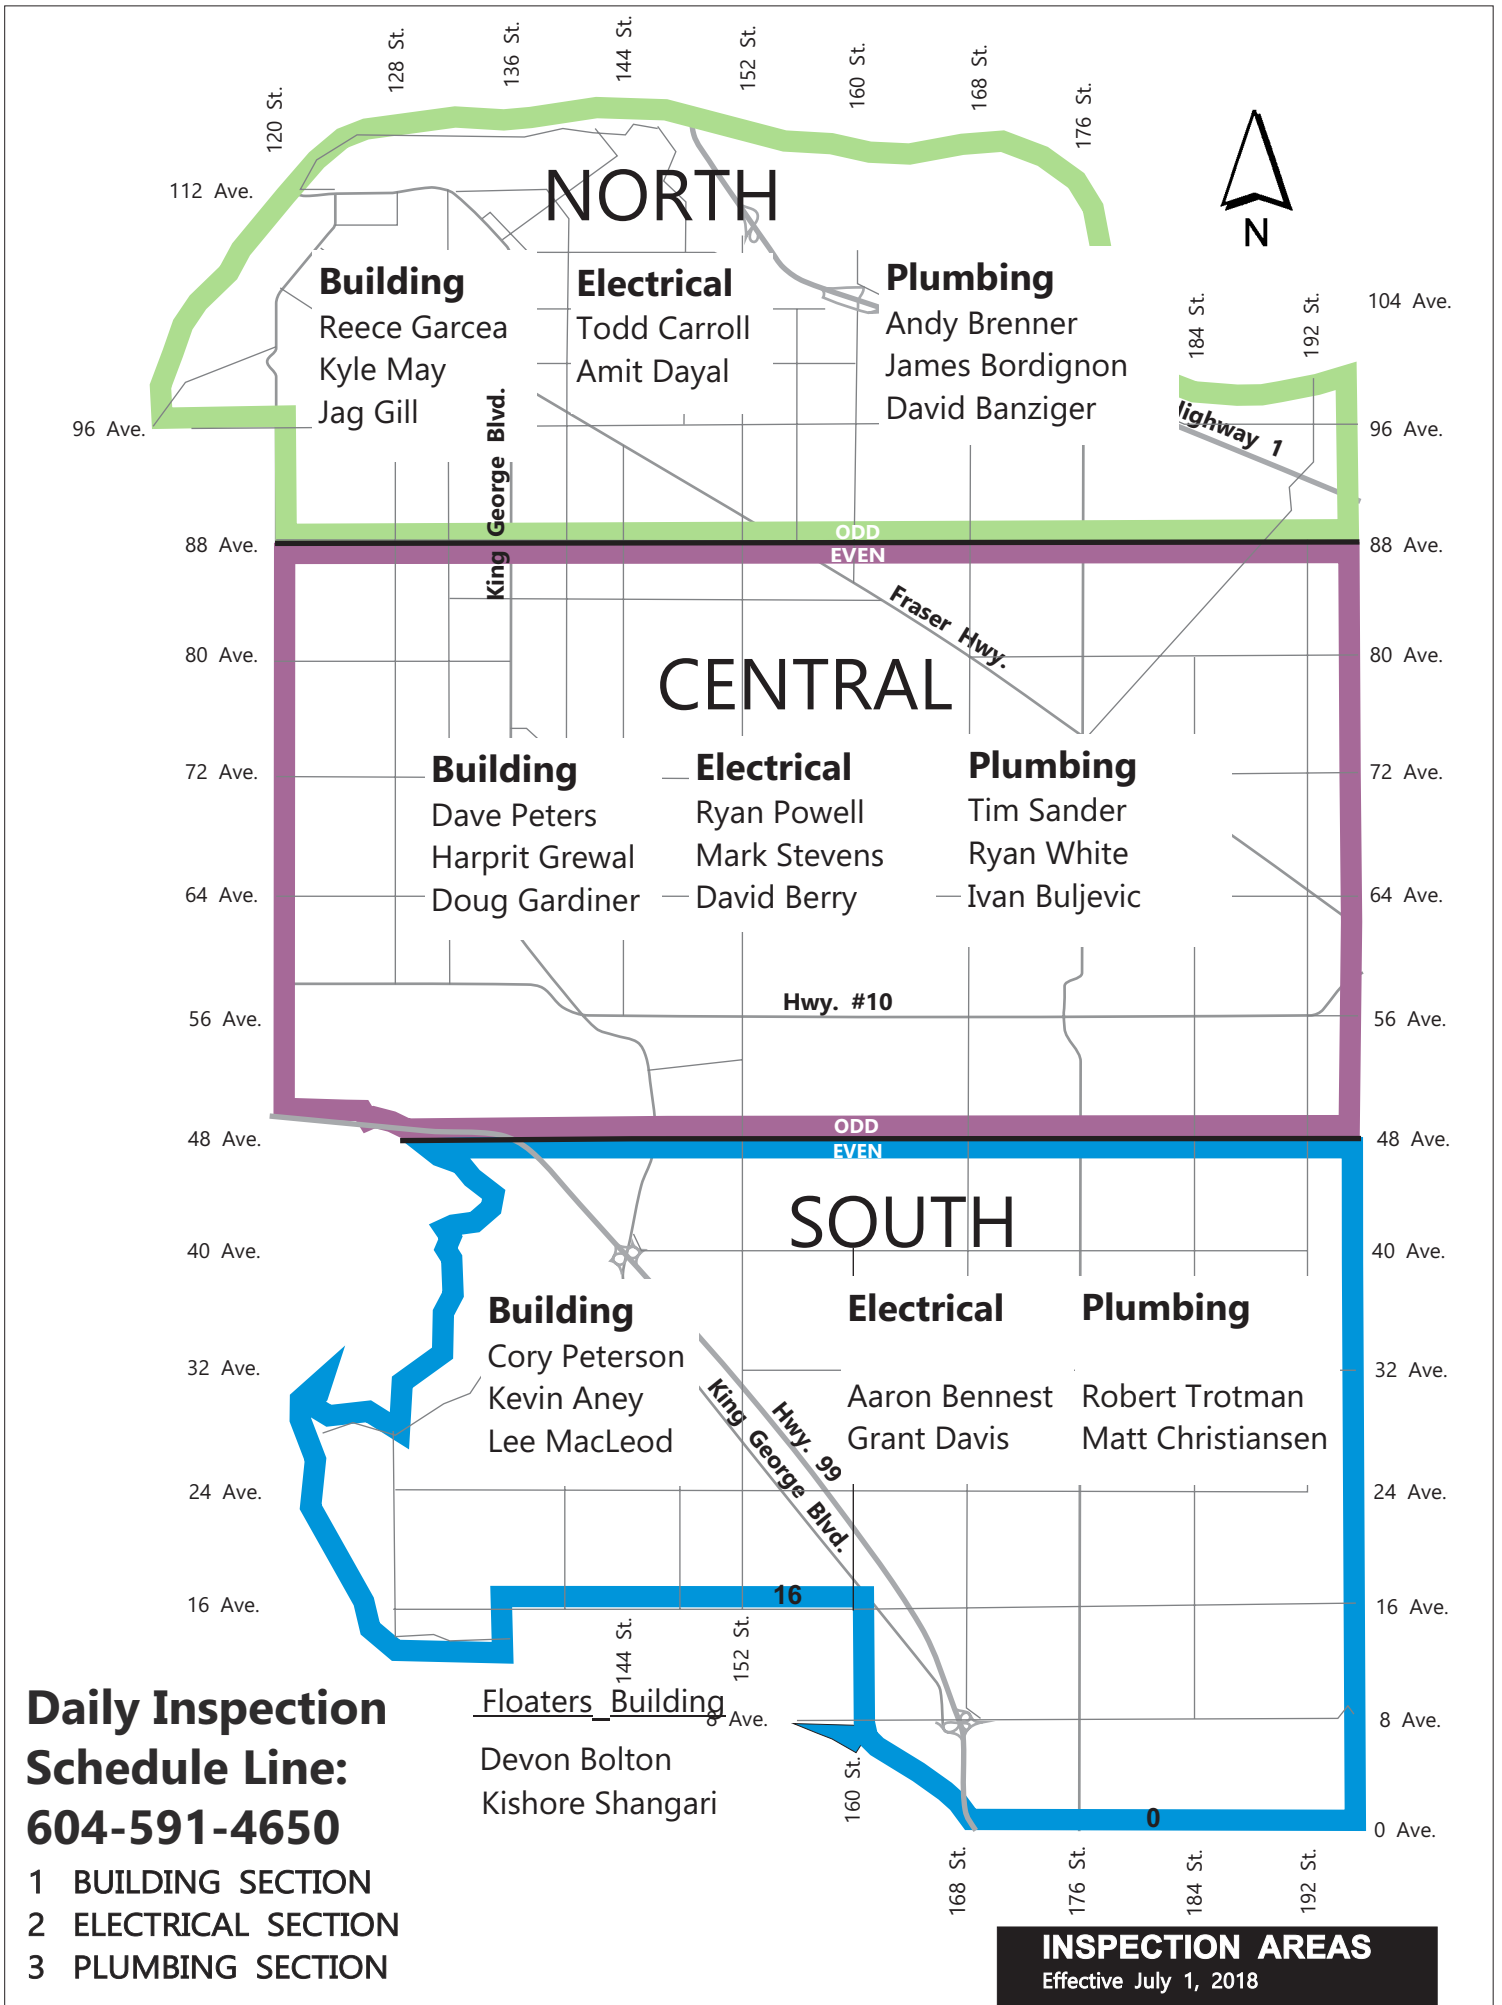 120 St.
128 St.
136 St.
144 St.
152 St.
160 St.
168 St.
176 St.
112 Ave.
NORTH
N
Building
Reece Garcea
Kyle May
Jag Gill
Electrical
Todd Carroll
Amit Dayal
Plumbing
Andy Brenner
James Bordignon
David Banziger
184 St.
192 St.
104 Ave.
96 Ave.
King George Blvd.
Highway 1
96 Ave.
88 Ave.
ODD
EVEN
88 Ave.
Fraser Hwy.
80 Ave.
CENTRAL
80 Ave.
72 Ave.
72 Ave.
Building
Dave Peters
Harprit Grewal
Doug Gardiner
Electrical
Ryan Powell
Mark Stevens
David Berry
Plumbing
Tim Sander
Ryan White
Ivan Buljevic
64 Ave.
64 Ave.
Hwy. #10
56 Ave.
56 Ave.
48 Ave.
ODD
EVEN
48 Ave.
SOUTH
40 Ave.
40 Ave.
Building
Cory Peterson
Kevin Aney
Lee MacLeod
Electrical
Aaron Bennest
Grant Davis
Plumbing
Robert Trotman
Matt Christiansen
32 Ave.
32 Ave.
Hwy. 99
King George Blvd.
24 Ave.
24 Ave.
16
16 Ave.
16 Ave.
144 St.
152 St.
8 Ave.
8 Ave.
160 St.
0
0 Ave.
168 St.
176 St.
184 St.
192 St.
Floaters_Building
Devon Bolton
Kishore Shangari
Daily Inspection
Schedule Line:
604-591-4650
1 BUILDING SECTION
2 ELECTRICAL SECTION
3 PLUMBING SECTION
INSPECTION AREAS
Effective July 1, 2018